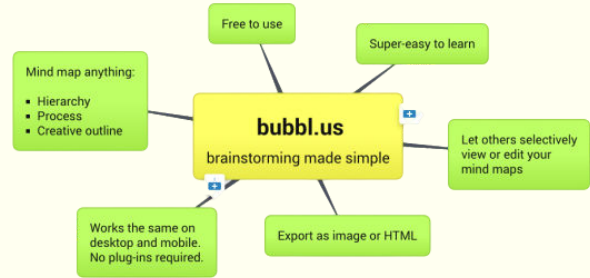 Free to use
Super-easy to learn
Mind map anything:
▪ Hierarchy
▪ Process
▪ Creative outline
bubbl.us
brainstorming made simple
Let others selectively
view or edit your
mind maps
Works the same on
desktop and mobile.
No plug-ins required.
Export as image or HTML